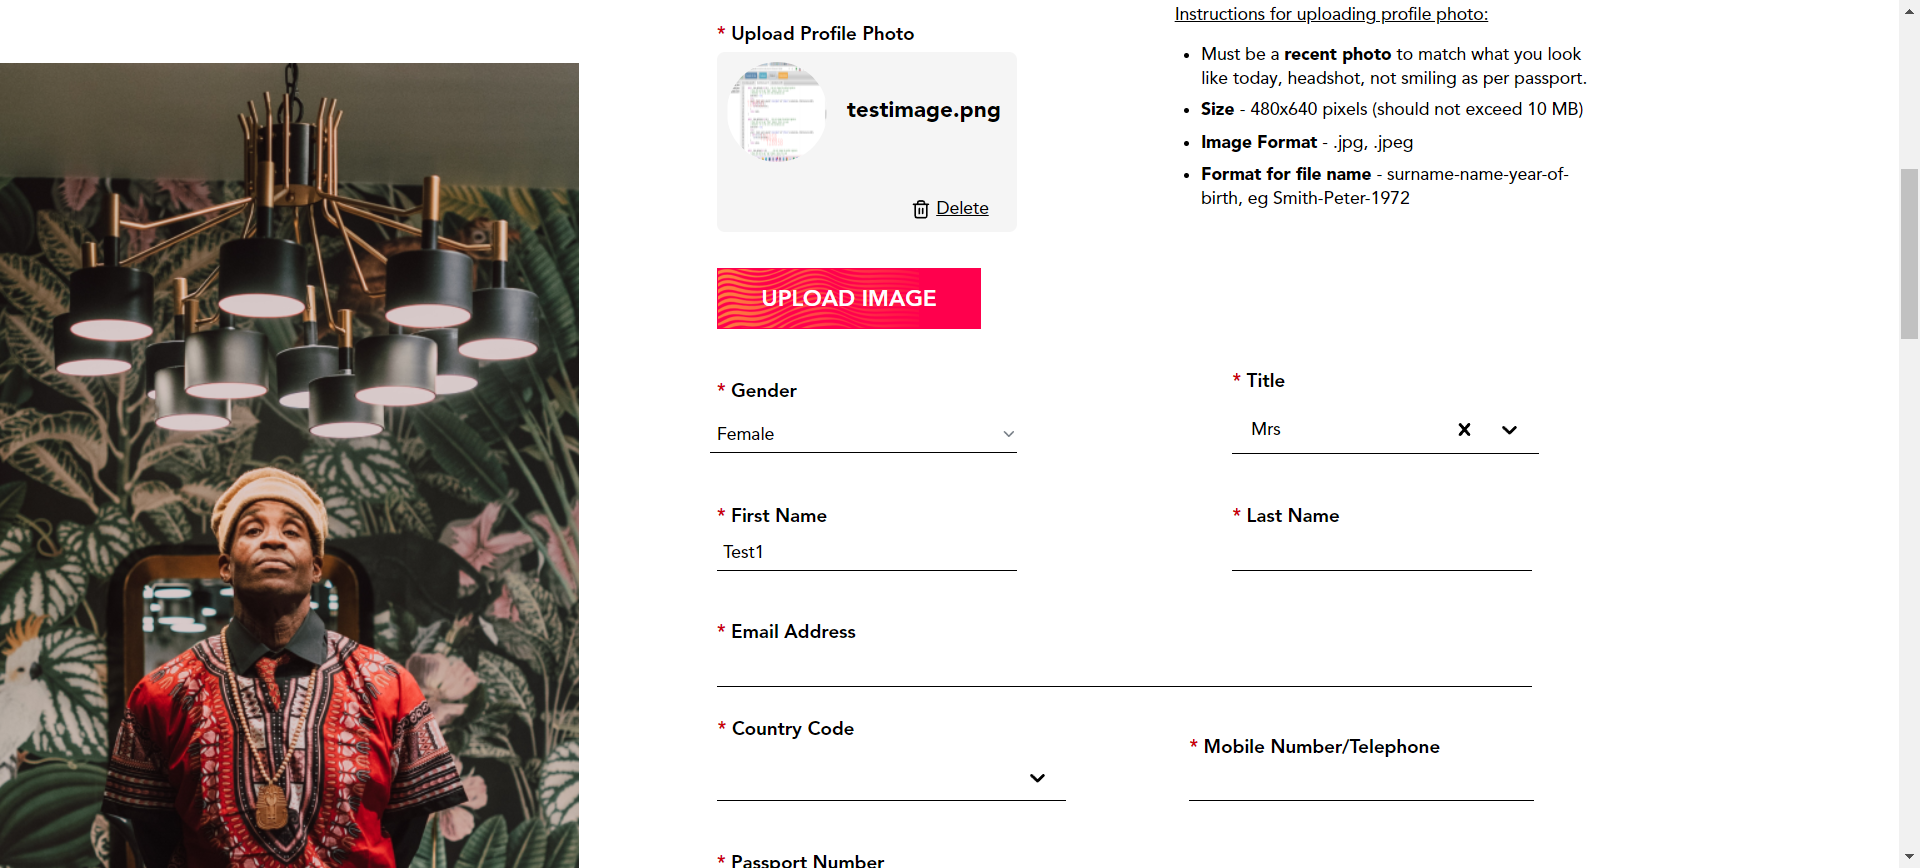 * Upload Profile Photo
testimage.png
Delete
UPLOAD IMAGE
Instructions for uploading profile photo:
Must be a recent photo to match what you look
like today, headshot, not smiling as per passport.
Size - 480x640 pixels (should not exceed 10 MB)
Image Format - .jpg, .jpeg
Format for file name - surname-name-year-of-
birth, eg Smith-Peter-1972
* Gender
Female
* Title
Mrs
* First Name
Test1
* Last Name
* Email Address
* Country Code
* Mobile Number/Telephone
* Passport Number